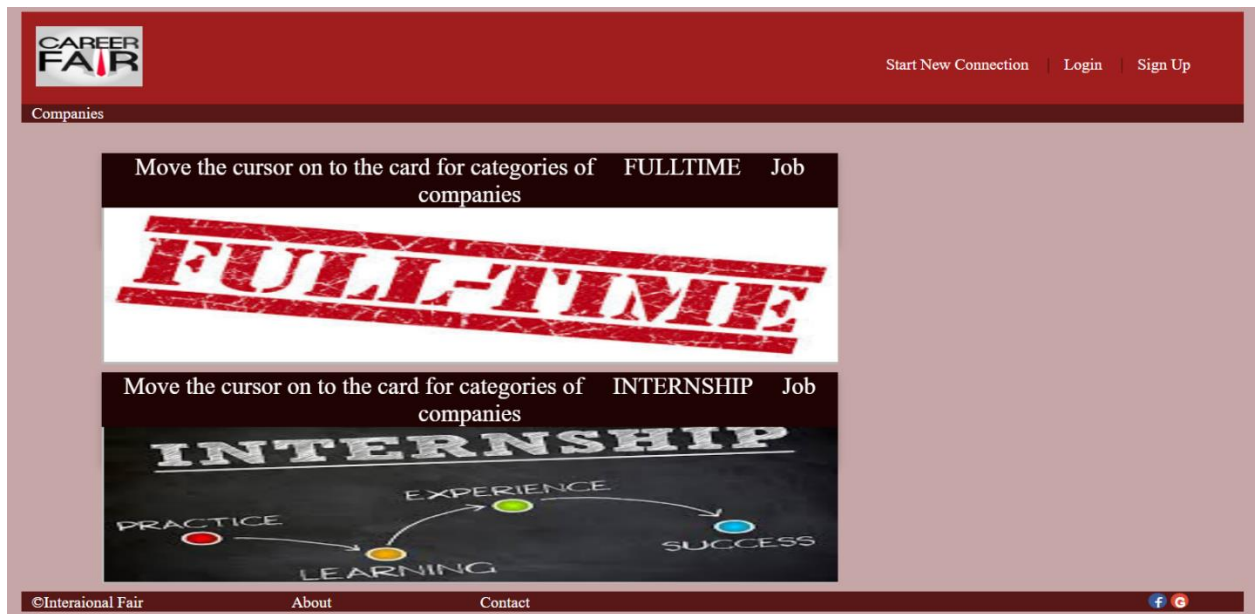 CAREER
FAIR
Start New Connection | Login | Sign Up
Companies
Move the cursor on to the card for categories of FULLTIME Job
companies
FULL-TIME
Move the cursor on to the card for categories of INTERNSHIP Job
companies
INTERNSHIP
EXPERIENCE
PRACTICE
SUCCESS
LEARNING
©Interaional Fair About Contact f G